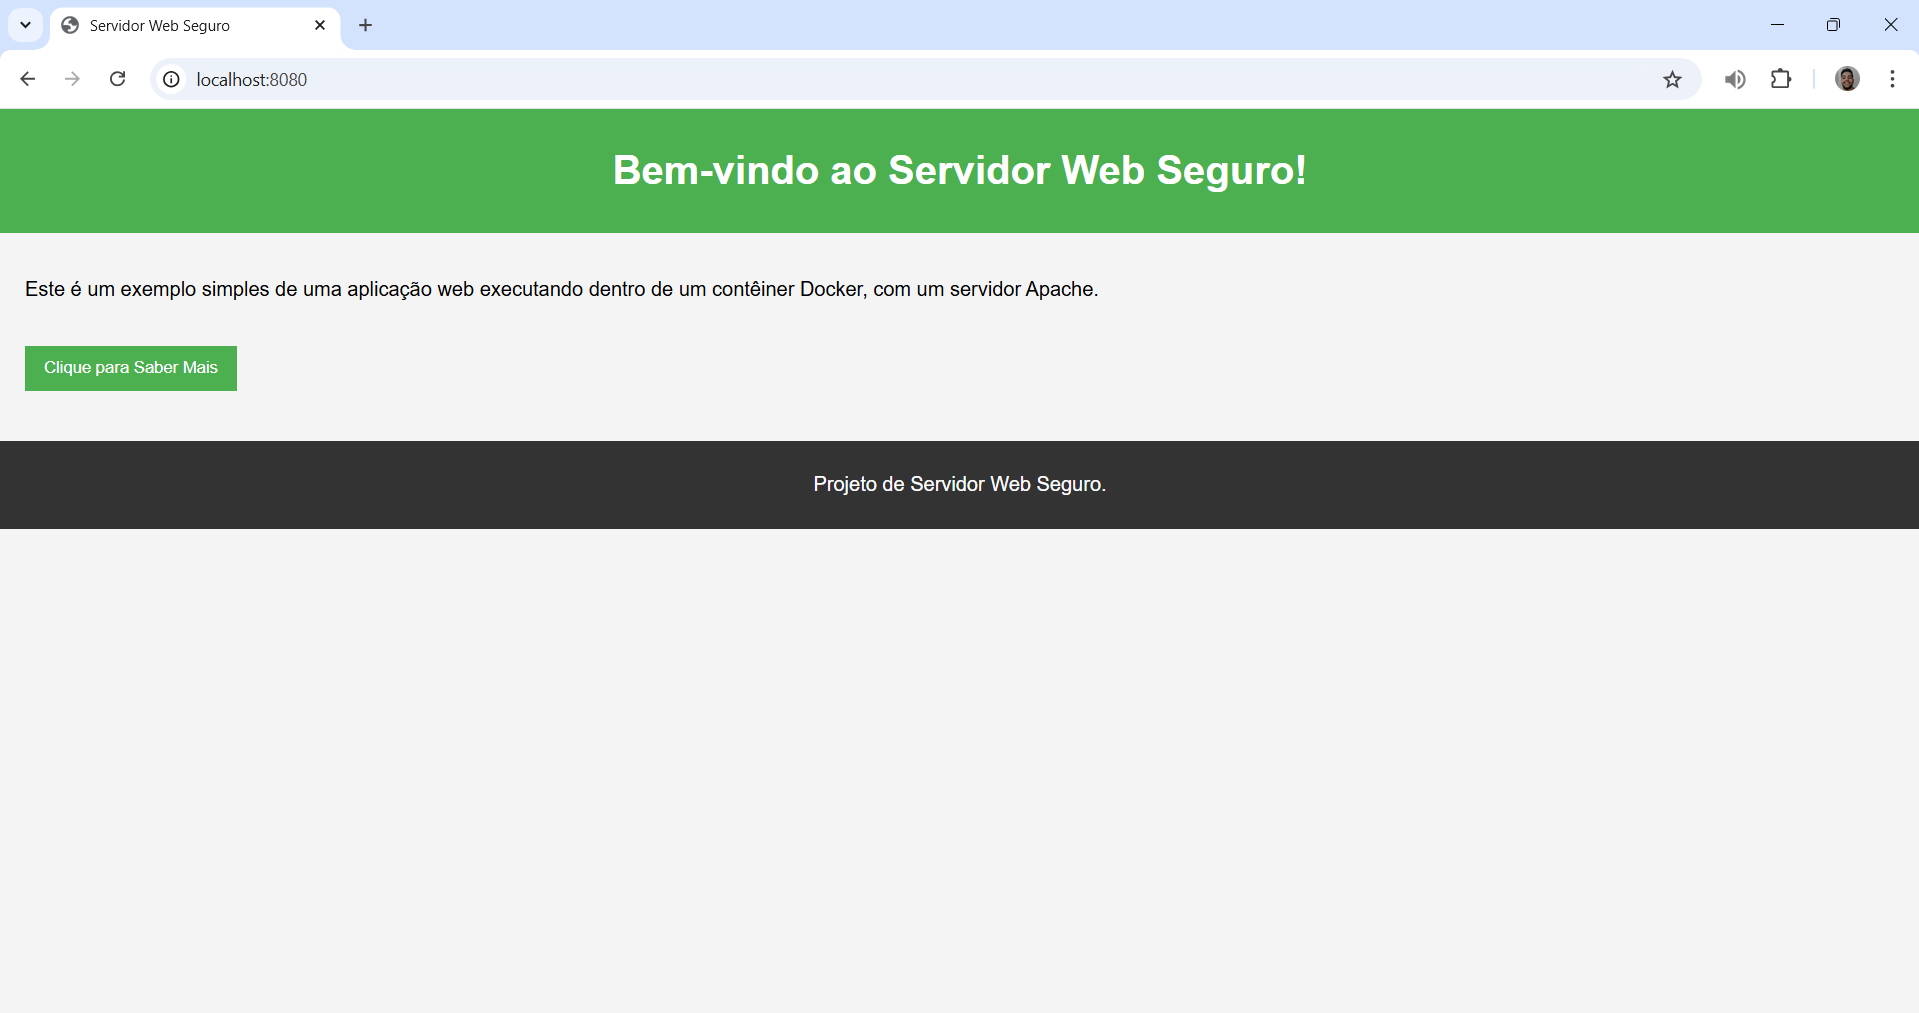 Servidor Web Seguro
localhost:8080
Bem-vindo ao Servidor Web Seguro!
Este é um exemplo simples de uma aplicação web executando dentro de um contêiner Docker, com um servidor Apache.
Clique para Saber Mais
Projeto de Servidor Web Seguro.